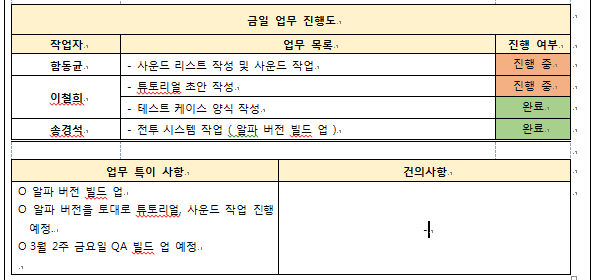 금일 업무 진행도
작업자 업무 목록 진행 여부
함동균 - 사운드 리스트 작성 및 사운드 작업 진행 중
이철희 - 튜토리얼 초안 작성 진행 중
- 테스트 케이스 양식 작성 완료
송경석 - 전투 시스템 작업 ( 알파 버전 빌드 업 ) 완료
업무 특이 사항 건의사항
O 알파 버전 빌드 업
O 알파 버전을 토대로 튜토리얼, 사운드 작업 진행
예정.
O 3월 2주 금요일 QA 빌드 업 예정.
-